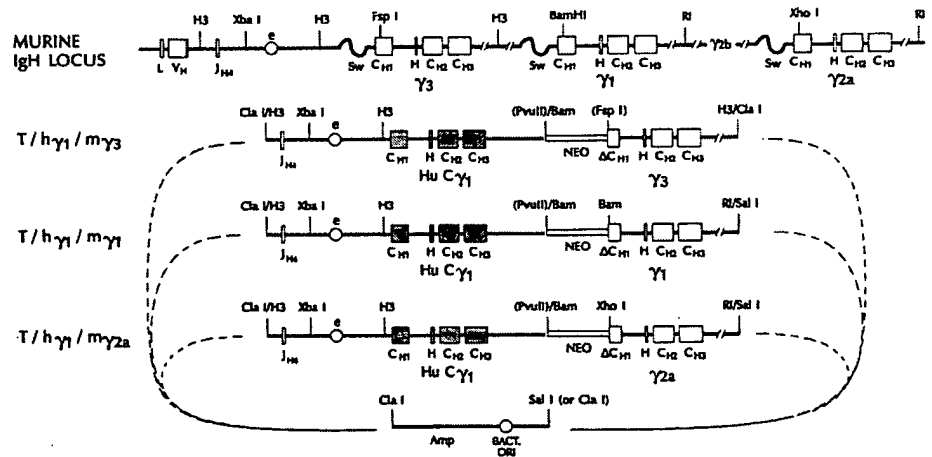 H3 Xba I e H3 Fsp I H3 BamHI RI Xho I RI
MURINE
IgH LOCUS
γ2b
L VH JH4 Sw CH1 H CH2 CH3 Sw CH1 H CH2 CH3 Sw CH1 H CH2 CH3
γ3 γ1 γ2a
Cla I/H3 Xba I e H3 (PvuII)/Bam (Fsp I) H3/Cla I
T/hγ1/mγ3
JH4 CH1 H CH2 CH3 NEO ΔCH1 H CH2 CH3
Hu Cγ1 γ3
Cla I/H3 Xba I e H3 (PvuII)/Bam Bam RI/Sal I
T/hγ1/mγ1
JH4 CH1 H CH2 CH3 NEO ΔCH1 H CH2 CH3
Hu Cγ1 γ1
Cla I/H3 Xba I e H3 (PvuII)/Bam Xho I RI/Sal I
T/hγ1/mγ2a
JH4 CH1 H CH2 CH3 NEO ΔCH1 H CH2 CH3
Hu Cγ1 γ2a
Cla I Sal I (or Cla I)
Amp BACT.
ORI